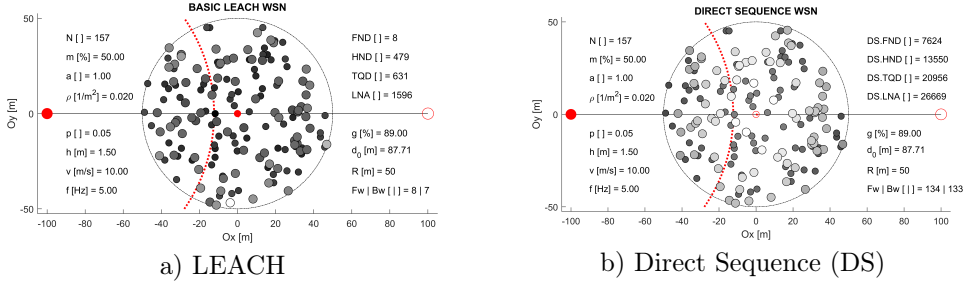 BASIC LEACH WSN
N [ ] = 157
m [%] = 50.00
a [ ] = 1.00
ρ [1/m²] = 0.020
FND [ ] = 8
HND [ ] = 479
TQD [ ] = 631
LNA [ ] = 1596
p [ ] = 0.05
h [m] = 1.50
v [m/s] = 10.00
f [Hz] = 5.00
g [%] = 89.00
d₀ [m] = 87.71
R [m] = 50
Fw | Bw [ | ] = 8 | 7
50
0
-50
Oy [m]
-100 -80 -60 -40 -20 0 20 40 60 80 100
Ox [m]
a) LEACH
DIRECT SEQUENCE WSN
N [ ] = 157
m [%] = 50.00
a [ ] = 1.00
ρ [1/m²] = 0.020
DS.FND [ ] = 7624
DS.HND [ ] = 13550
DS.TQD [ ] = 20956
DS.LNA [ ] = 26669
p [ ] = 0.05
h [m] = 1.50
v [m/s] = 10.00
f [Hz] = 5.00
g [%] = 89.00
d₀ [m] = 87.71
R [m] = 50
Fw | Bw [ | ] = 134 | 133
50
0
-50
Oy [m]
-100 -80 -60 -40 -20 0 20 40 60 80 100
Ox [m]
b) Direct Sequence (DS)